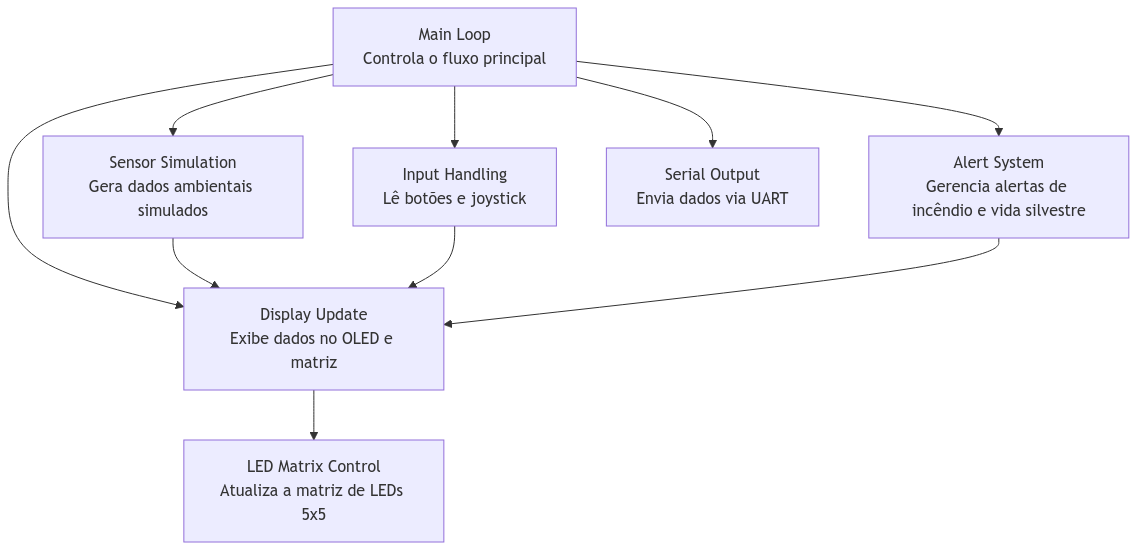 Main Loop
Controla o fluxo principal
Sensor Simulation
Gera dados ambientais
simulados
Input Handling
Lê botões e joystick
Serial Output
Envia dados via UART
Alert System
Gerencia alertas de
incêndio e vida silvestre
Display Update
Exibe dados no OLED e
matriz
LED Matrix Control
Atualiza a matriz de LEDs
5x5